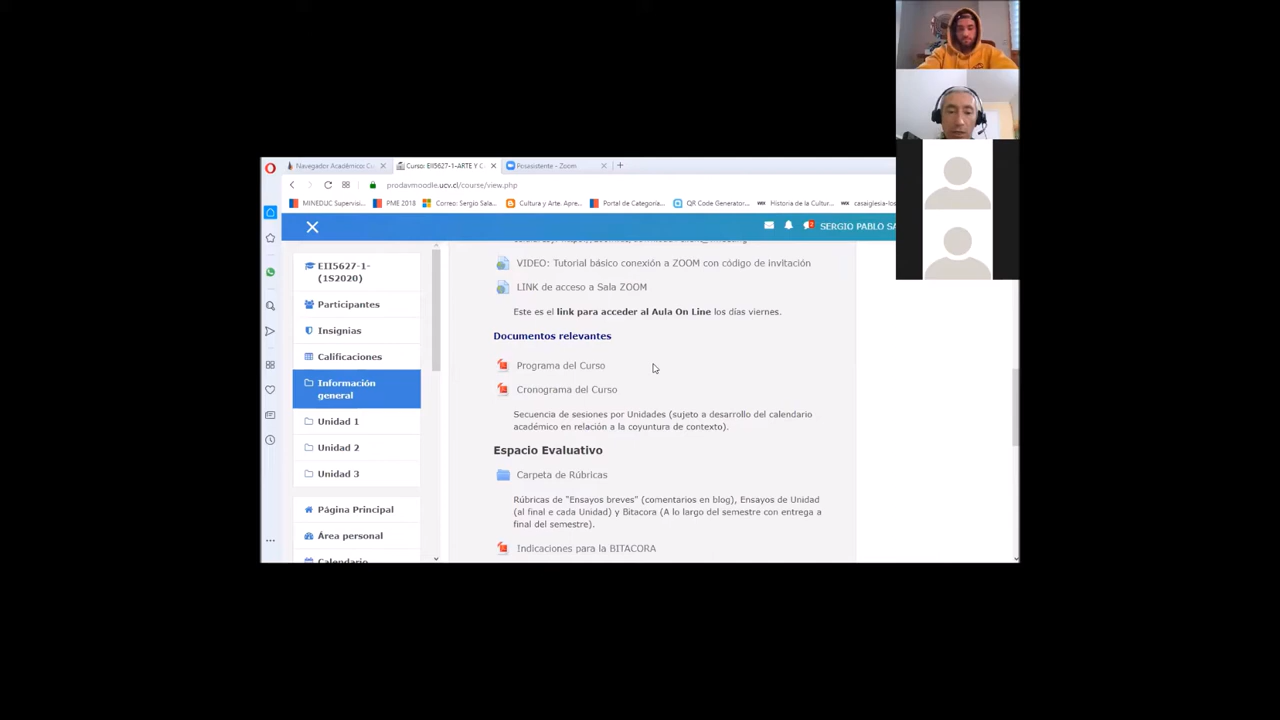 Navegador Académico: C
Curso: EII5627-1-ARTE Y C
Posasistente - Zoom
prodavmoodle.ucv.cl/course/view.php
MINEDUC Supervisi...
PME 2018
Correo: Sergio Sala...
Cultura y Arte. Apre...
Portal de Categoría...
QR Code Generator...
Historia de la Cultur...
casaiglesia-los
SERGIO PABLO SA
EII5627-1-
(1S2020)
Participantes
Insignias
Calificaciones
Información
general
Unidad 1
Unidad 2
Unidad 3
Página Principal
Área personal
Calendario
VIDEO: Tutorial básico conexión a ZOOM con código de invitación
LINK de acceso a Sala ZOOM
Este es el link para acceder al Aula On Line los días viernes.
Documentos relevantes
Programa del Curso
Cronograma del Curso
Secuencia de sesiones por Unidades (sujeto a desarrollo del calendario
académico en relación a la coyuntura de contexto).
Espacio Evaluativo
Carpeta de Rúbricas
Rúbricas de "Ensayos breves" (comentarios en blog), Ensayos de Unidad
(al final e cada Unidad) y Bitacora (A lo largo del semestre con entrega a
final del semestre).
!ndicaciones para la BITACORA